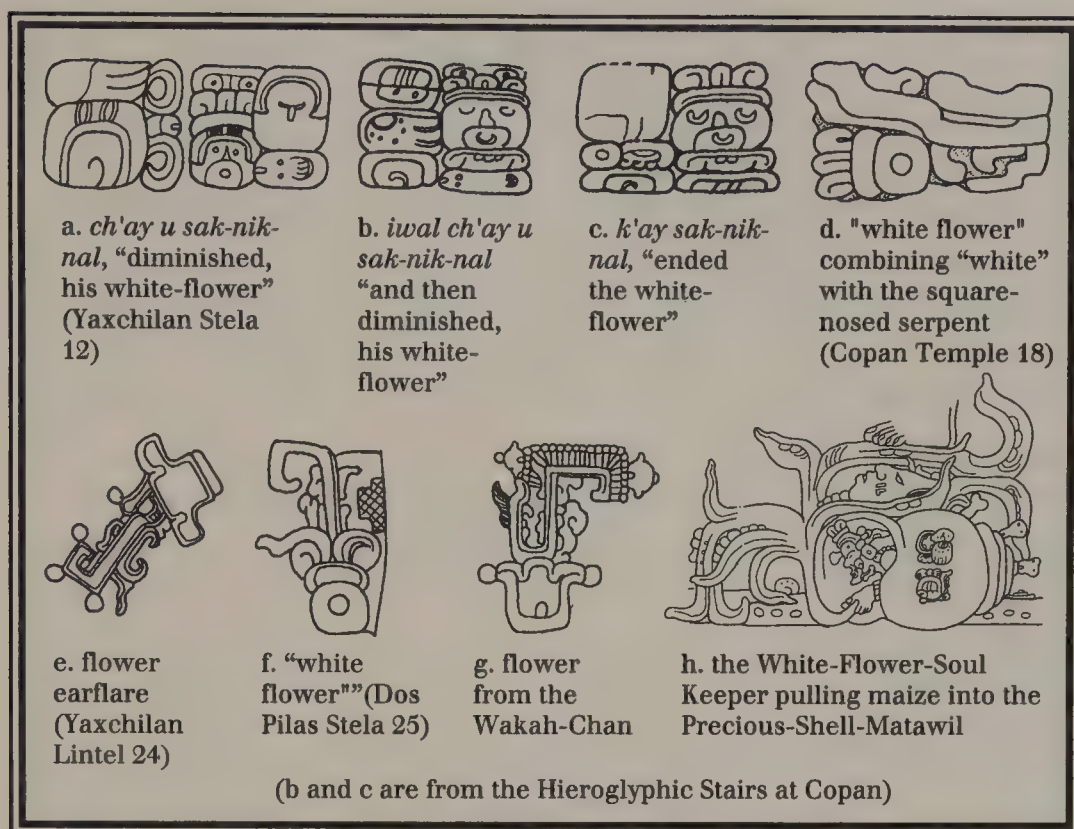 a. ch'ay u sak-nik-
nal, “diminished,
his white-flower”
(Yaxchilan Stela
12)
b. iwal ch'ay u
sak-nik-nal
“and then
diminished,
his white-
flower”
c. k'ay sak-nik-
nal, “ended
the white-
flower”
d. "white flower"
combining “white”
with the square-
nosed serpent
(Copan Temple 18)
e. flower
earflare
(Yaxchilan
Lintel 24)
f. “white
flower"”(Dos
Pilas Stela 25)
g. flower
from the
Wakah-Chan
h. the White-Flower-Soul
Keeper pulling maize into the
Precious-Shell-Matawil
(b and c are from the Hieroglyphic Stairs at Copan)